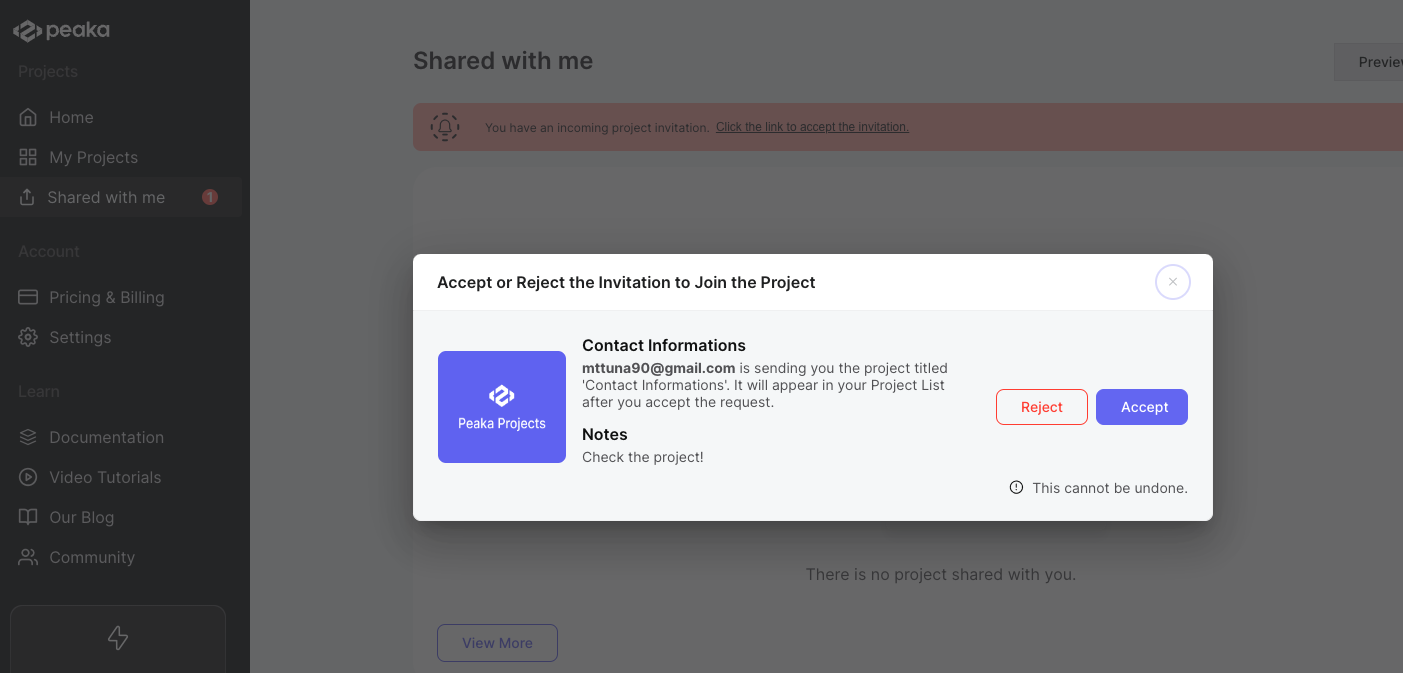 peaka
Projects
Home
My Projects
Shared with me 1
Account
Pricing & Billing
Settings
Learn
Documentation
Video Tutorials
Our Blog
Community
Shared with me
You have an incoming project invitation. Click the link to accept the invitation.
Accept or Reject the Invitation to Join the Project
Peaka Projects
Contact Informations
mttuna90@gmail.com is sending you the project titled
'Contact Informations'. It will appear in your Project List
after you accept the request.
Notes
Check the project!
Reject
Accept
This cannot be undone.
There is no project shared with you.
View More